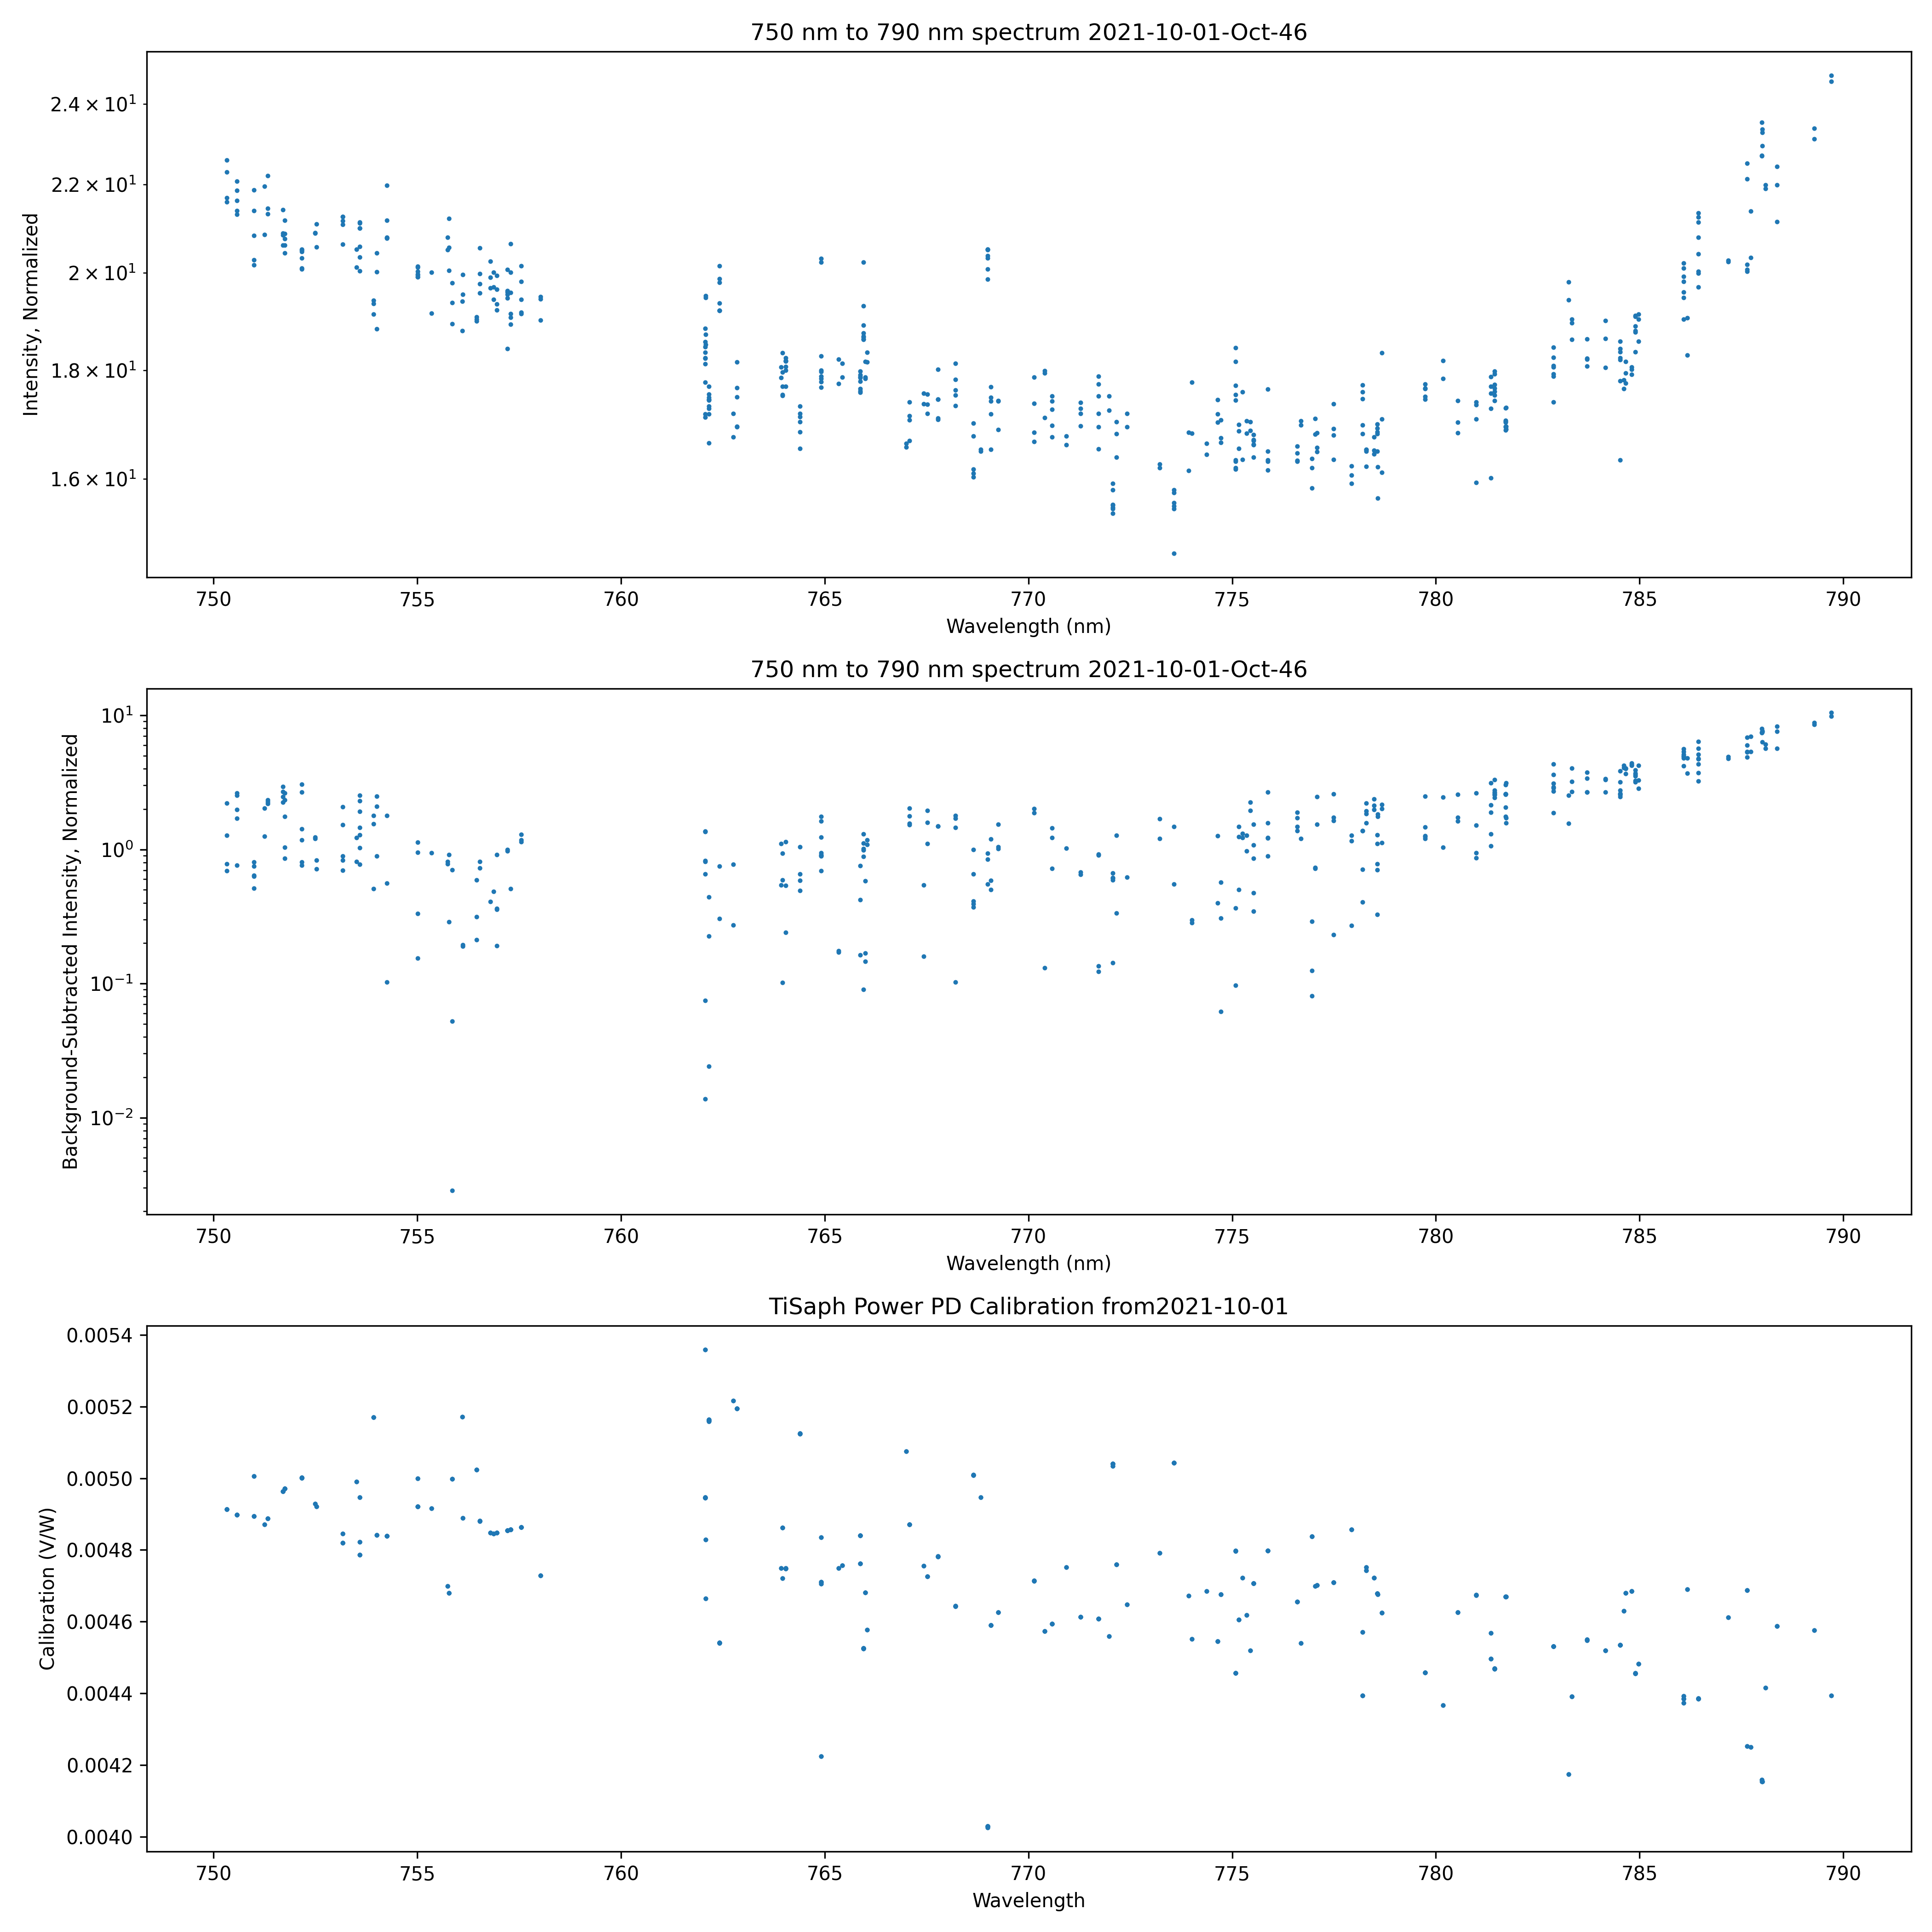 750 nm to 790 nm spectrum 2021-10-01-Oct-46
Intensity, Normalized
2.4 × 10¹
2.2 × 10¹
2 × 10¹
1.8 × 10¹
1.6 × 10¹
750 755 760 765 770 775 780 785 790
Wavelength (nm)
750 nm to 790 nm spectrum 2021-10-01-Oct-46
Background-Subtracted Intensity, Normalized
10¹
10⁰
10⁻¹
10⁻²
750 755 760 765 770 775 780 785 790
Wavelength (nm)
TiSaph Power PD Calibration from2021-10-01
Calibration (V/W)
0.0054
0.0052
0.0050
0.0048
0.0046
0.0044
0.0042
0.0040
750 755 760 765 770 775 780 785 790
Wavelength